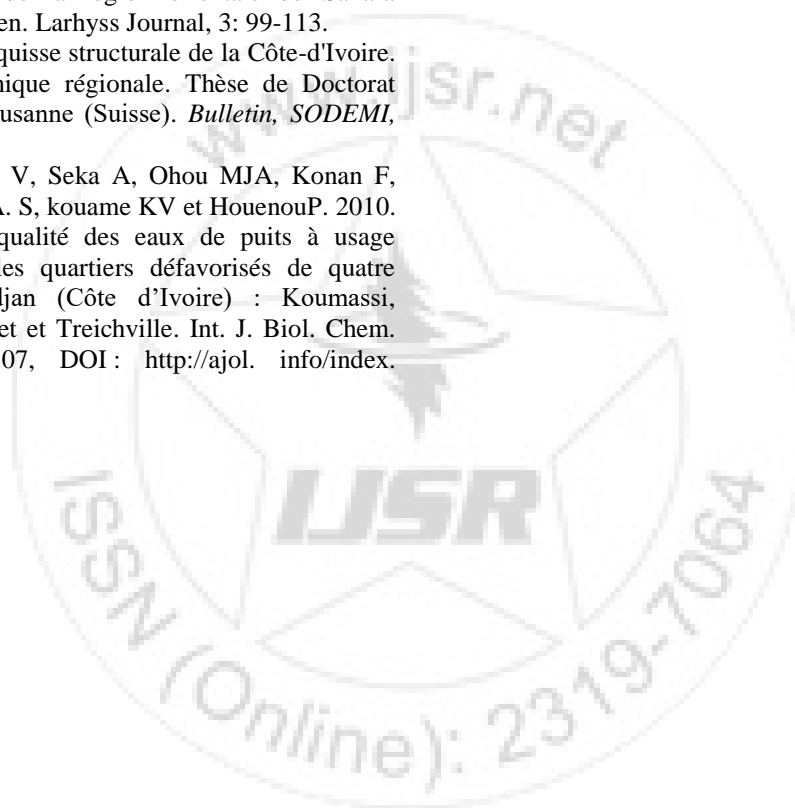 en. Larhyss Journal, 3: 99-113.
quisse structurale de la Côte-d'Ivoire.
nique régionale. Thèse de Doctorat
usanne (Suisse). Bulletin, SODEMI,
V, Seka A, Ohou MJA, Konan F,
A. S, kouame KV et HouenouP. 2010.
qualité des eaux de puits à usage
les quartiers défavorisés de quatre
djan (Côte d’Ivoire) : Koumassi,
et et Treichville. Int. J. Biol. Chem.
07, DOI : http://ajol. info/index.
www.ijsr.net
IJSR
ISSN (Online): 2319-7064